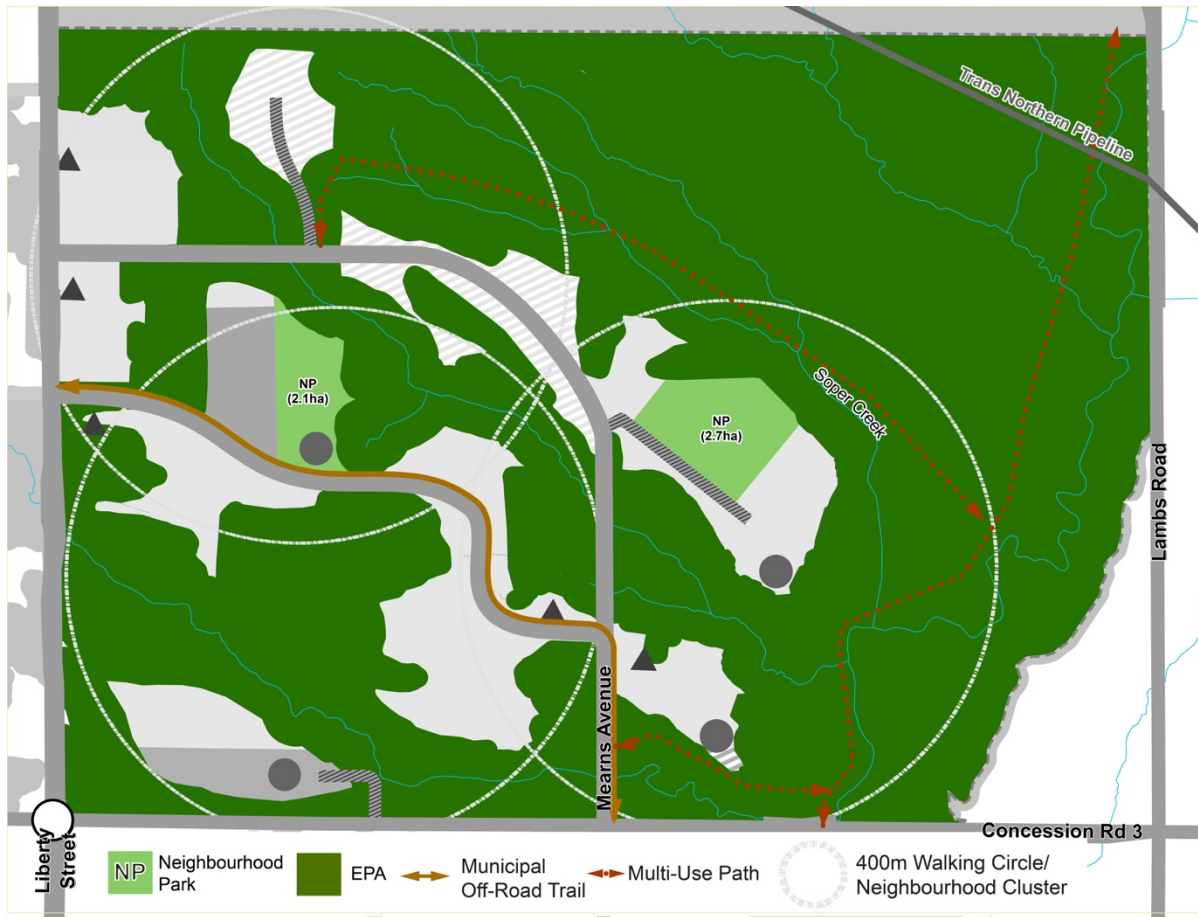 Trans Northern Pipeline
NP
(2.1ha)
NP
(2.7ha)
Soper Creek
Lambs Road
Mearns Avenue
Liberty
Street
Concession Rd 3
NP
Neighbourhood
Park
EPA
Municipal
Off-Road Trail
Multi-Use Path
400m Walking Circle/
Neighbourhood Cluster